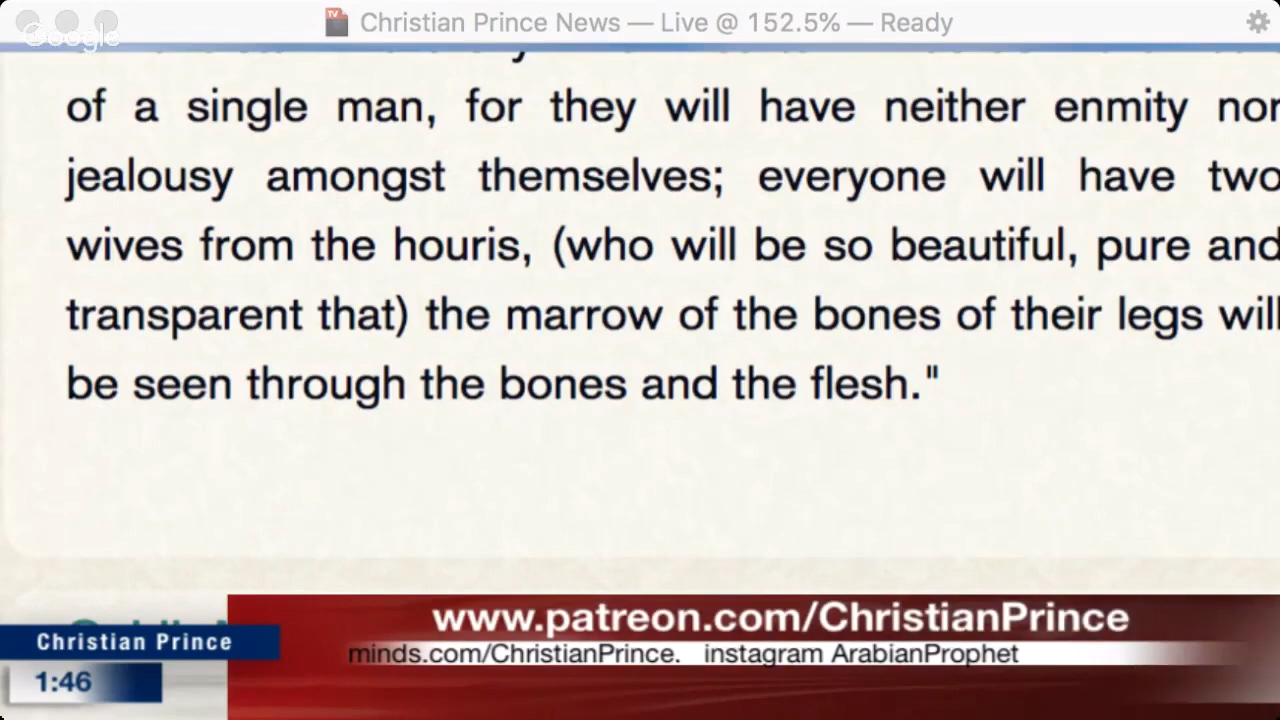 Christian Prince News — Live @ 152.5% — Ready
Google
of a single man, for they will have neither enmity nor
jealousy amongst themselves; everyone will have two
wives from the houris, (who will be so beautiful, pure and
transparent that) the marrow of the bones of their legs will
be seen through the bones and the flesh."
www.patreon.com/ChristianPrince
Christian Prince
minds.com/ChristianPrince. instagram ArabianProphet
1:46